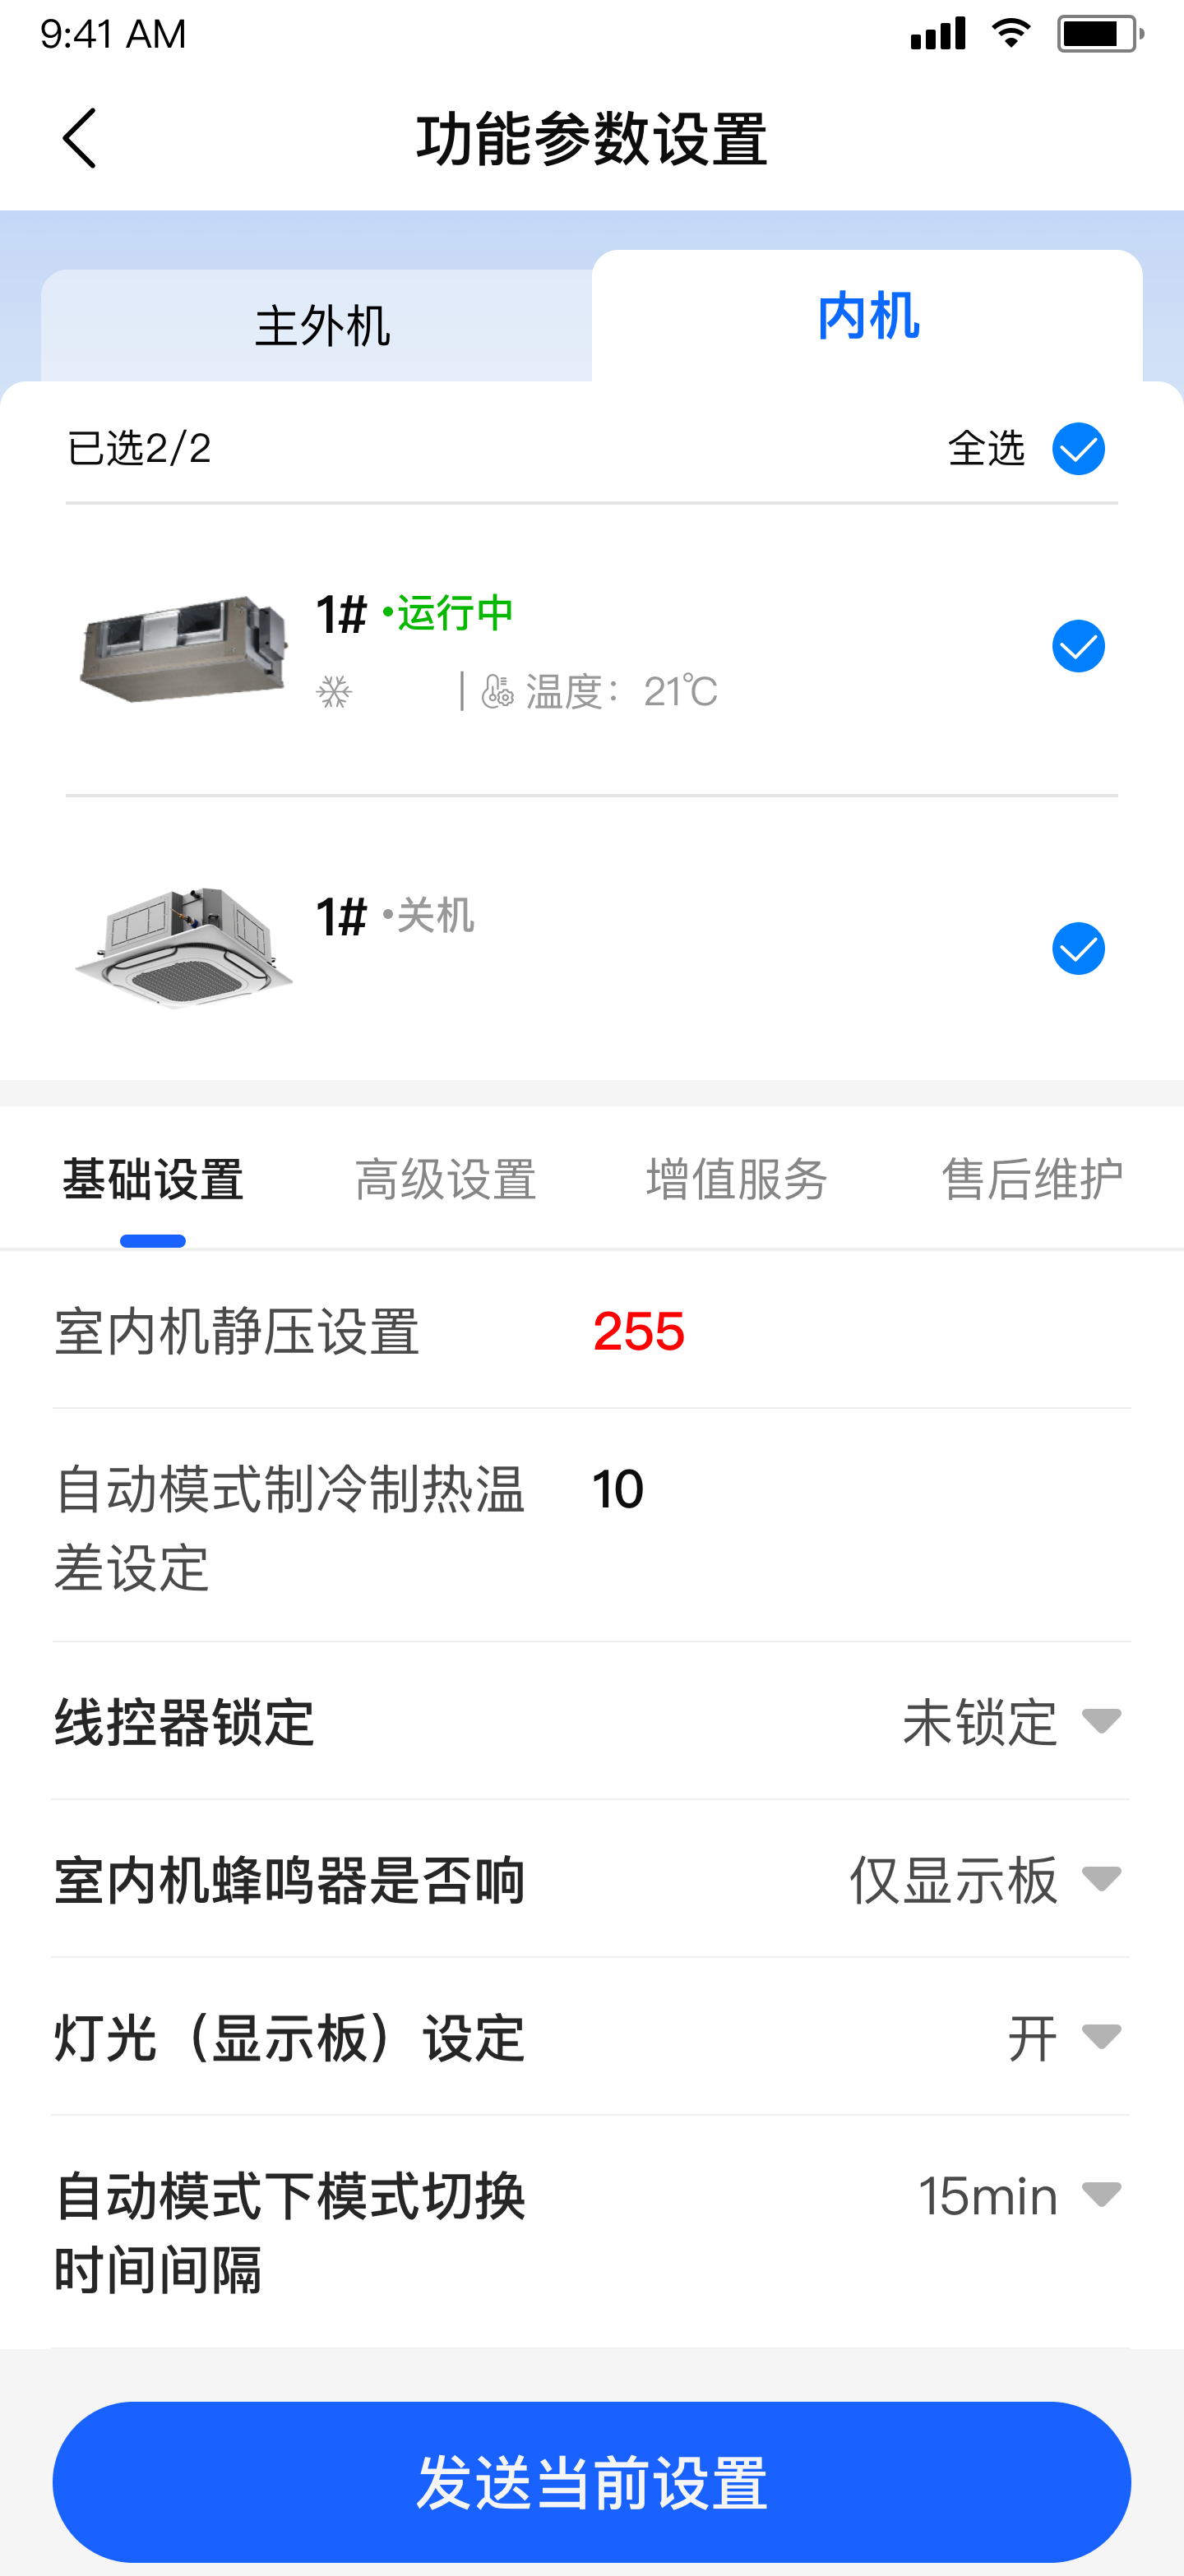 9:41 AM
功能参数设置
主外机
内机
已选2/2
全选
1# •运行中
| 温度：21℃
1# •关机
基础设置
高级设置
增值服务
售后维护
室内机静压设置
255
自动模式制冷制热温
差设定
10
线控器锁定
未锁定
室内机蜂鸣器是否响
仅显示板
灯光（显示板）设定
开
自动模式下模式切换
时间间隔
15min
发送当前设置